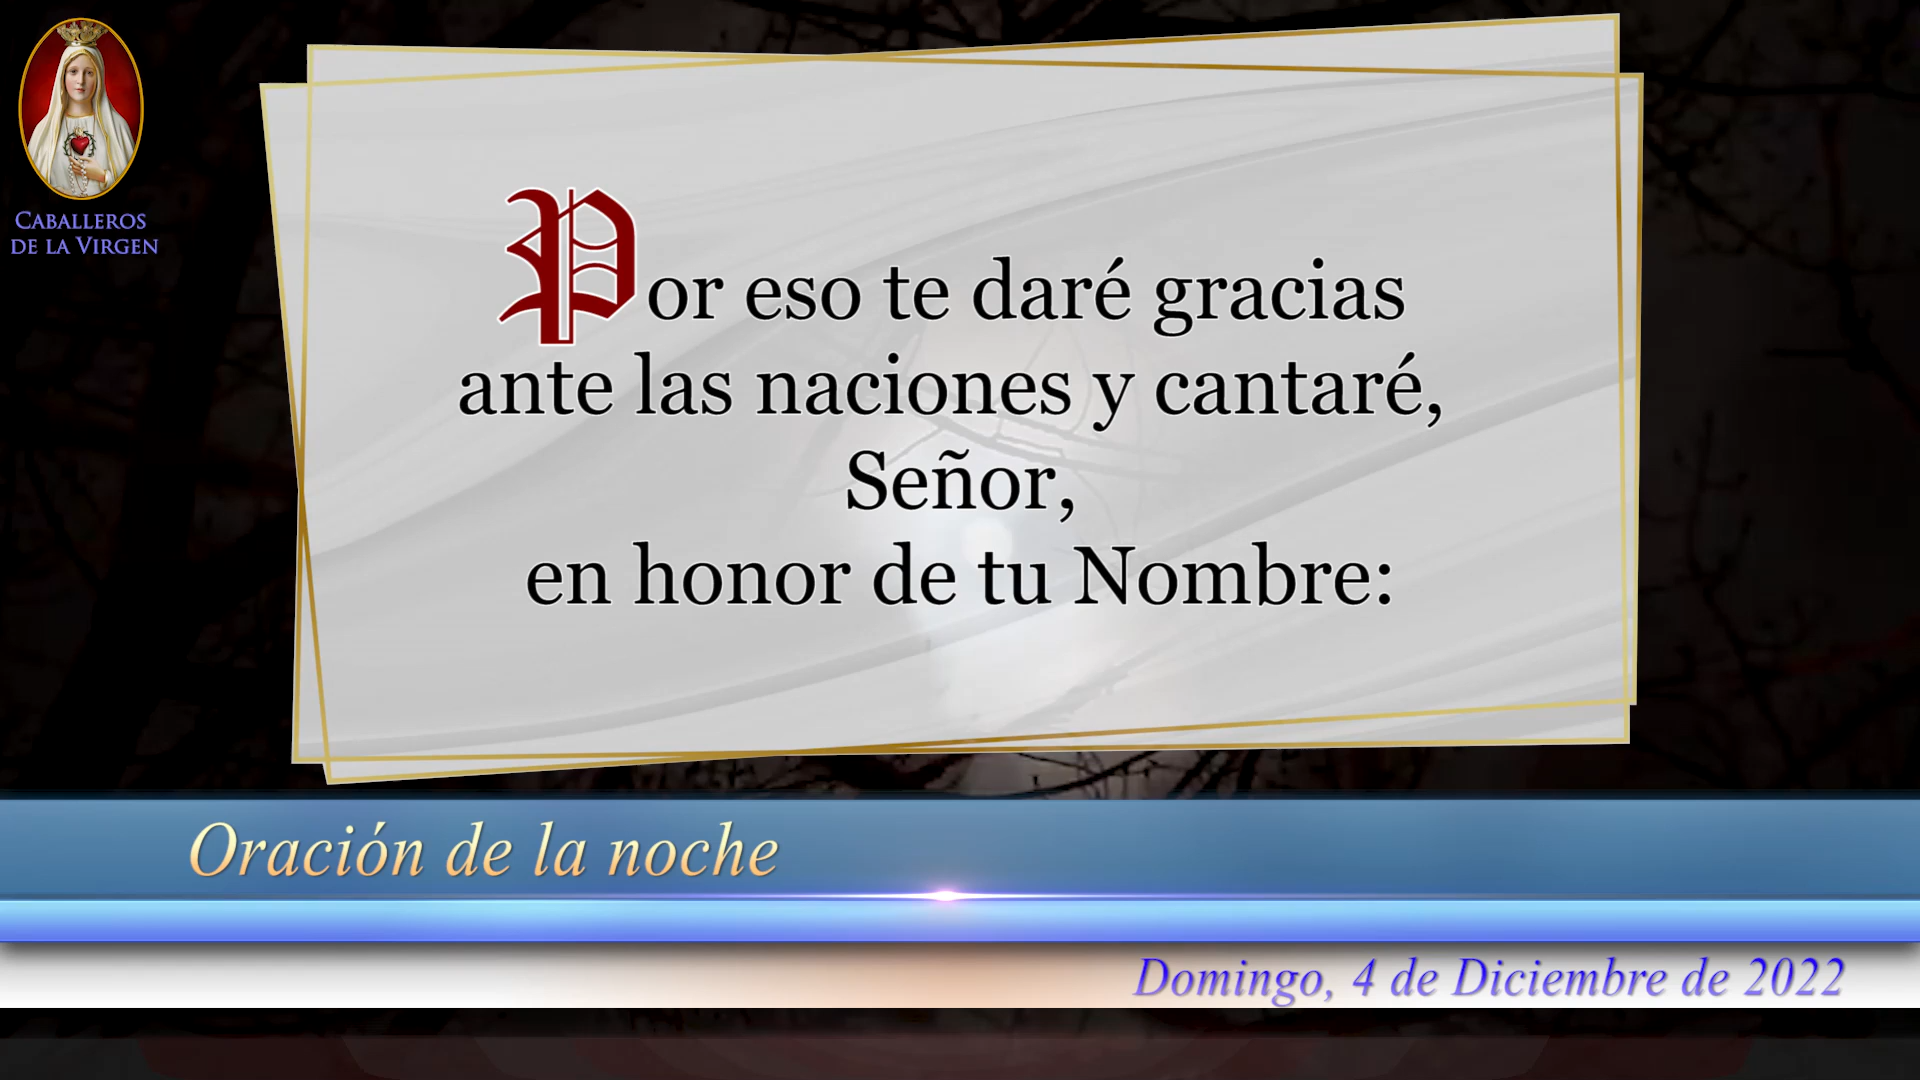 CABALLEROS
DE LA VIRGEN
Por eso te daré gracias
ante las naciones y cantaré,
Señor,
en honor de tu Nombre:
Oración de la noche
Domingo, 4 de Diciembre de 2022